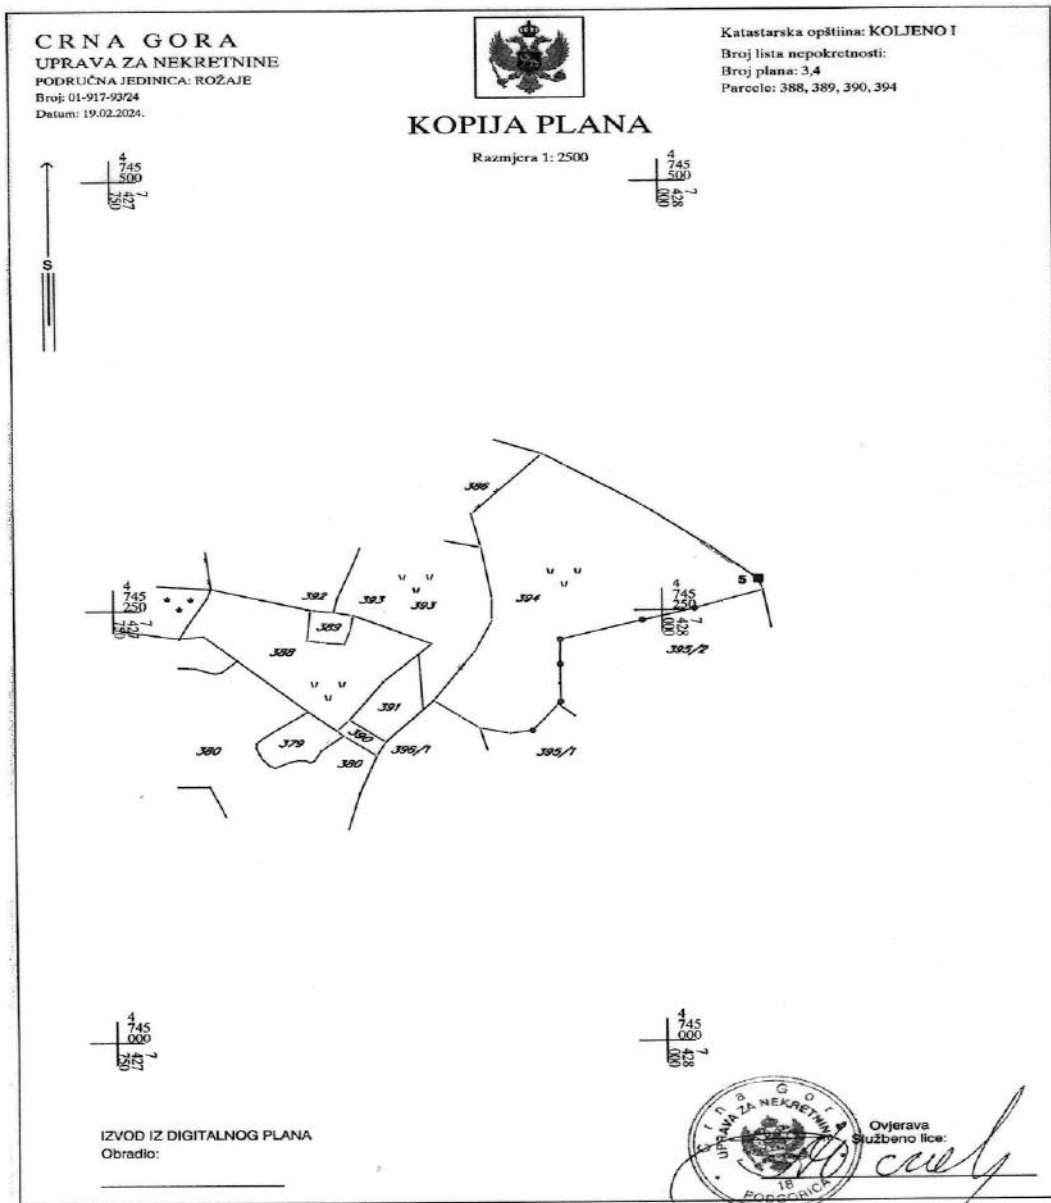 CRNA GORA
UPRAVA ZA NEKRETNINE
PODRUČNA JEDINICA: ROŽAJE
Broj: 01-917-93/24
Datum: 19.02.2024.
Katastarska opština: KOLJENO I
Broj lista nepokretnosti:
Broj plana: 3,4
Parcele: 388, 389, 390, 394
KOPIJA PLANA
Razmjera 1: 2500
4
745
500
7
427
750
4
745
500
7
428
000
S
386
5
392
393
393
394
4
745
250
7
427
750
4
745
250
7
428
000
389
388
395/2
391
390
379
380
380
396/1
395/1
4
745
000
7
427
750
4
745
000
7
428
000
IZVOD IZ DIGITALNOG PLANA
Obradio:
Crna Gora
UPRAVA ZA NEKRETNINE
18
PODGORICA
Ovjerava
Službeno lice: